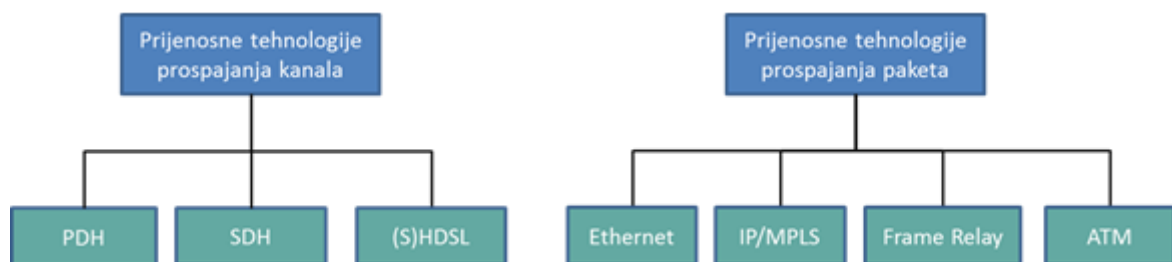 Prijenosne tehnologije
prospajanja kanala
Prijenosne tehnologije
prospajanja paketa
PDH
SDH
(S)HDSL
Ethernet
IP/MPLS
Frame Relay
ATM